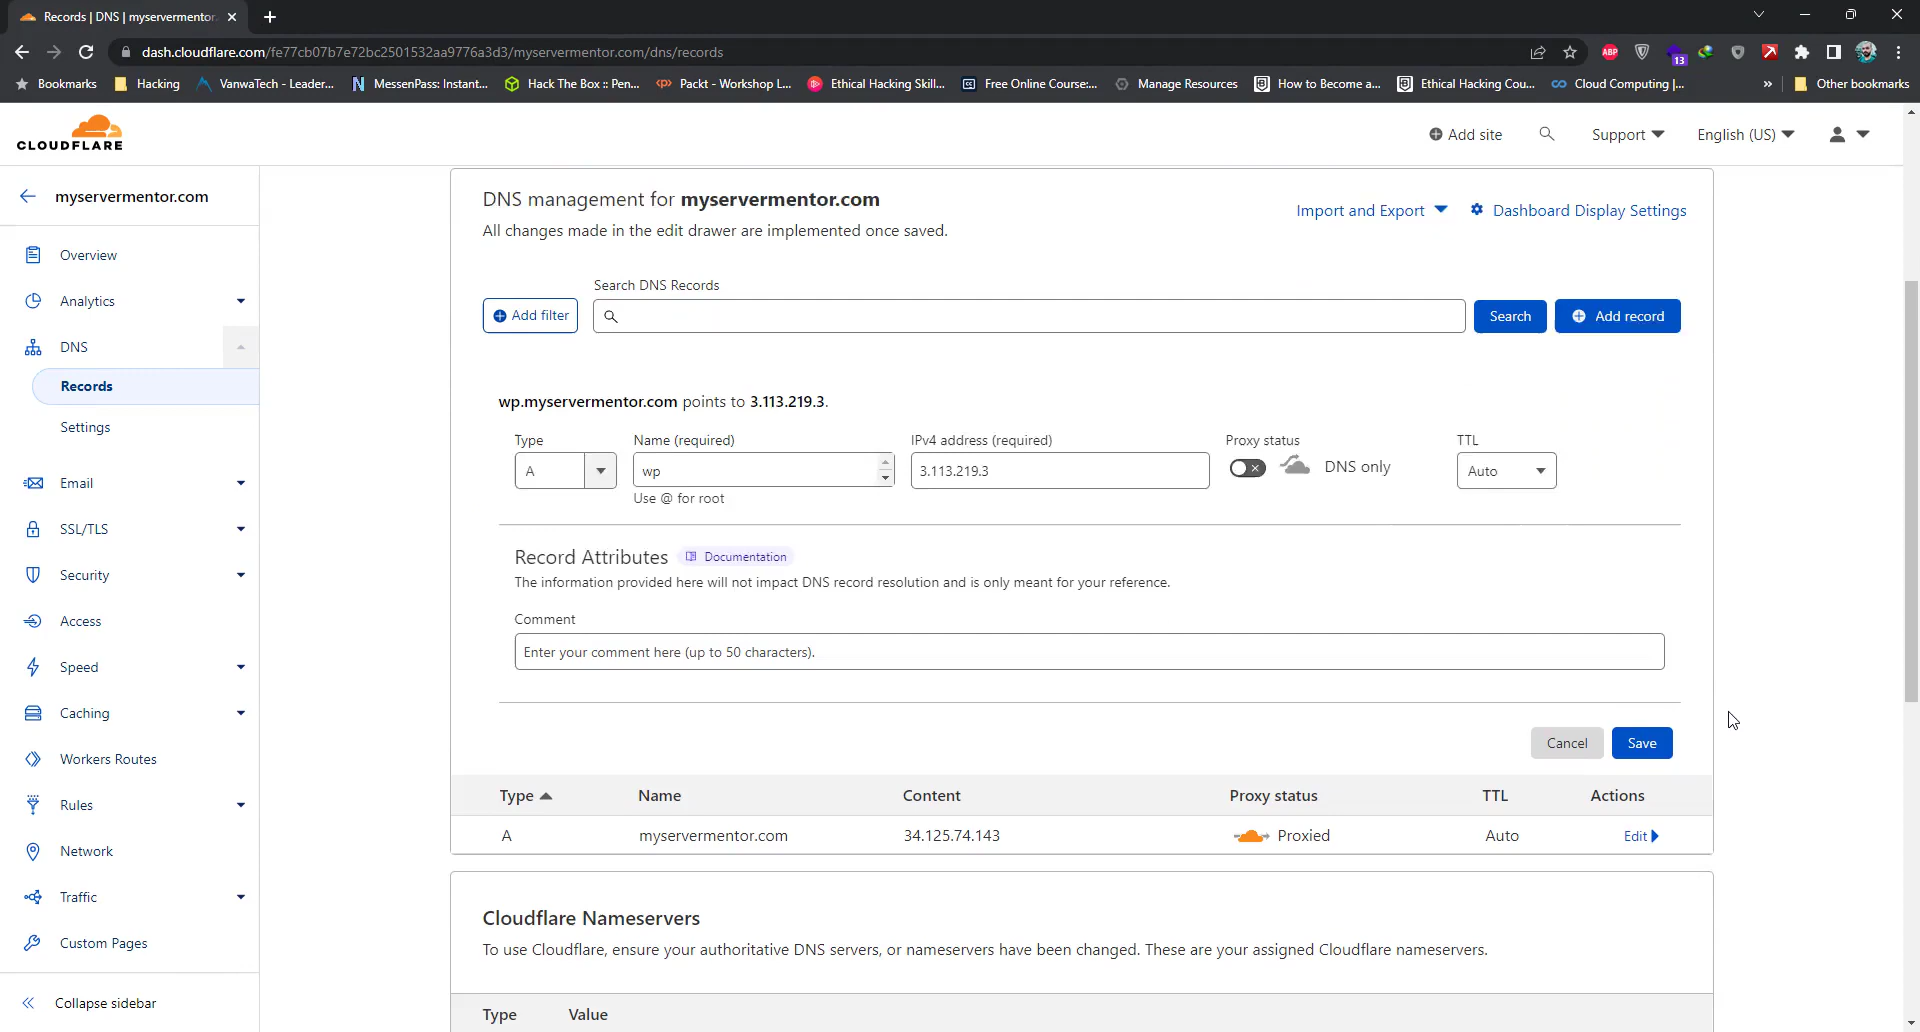 Records | DNS | myservermentor.
dash.cloudflare.com/fe77cb07b7e72bc2501532aa9776a3d3/myservermentor.com/dns/records
ABP
13
Bookmarks
Hacking
VanwaTech - Leader...
MessenPass: Instant...
Hack The Box :: Pen...
Packt - Workshop L...
Ethical Hacking Skill...
Free Online Course:...
Manage Resources
How to Become a...
Ethical Hacking Cou...
Cloud Computing |...
»
Other bookmarks
CLOUDFLARE
Add site
Support
English (US)
myservermentor.com
Overview
Analytics
DNS
Records
Settings
Email
SSL/TLS
Security
Access
Speed
Caching
Workers Routes
Rules
Network
Traffic
Custom Pages
Collapse sidebar
DNS management for myservermentor.com
All changes made in the edit drawer are implemented once saved.
Import and Export
Dashboard Display Settings
Search DNS Records
Add filter
Search
Add record
wp.myservermentor.com points to 3.113.219.3.
Type
Name (required)
IPv4 address (required)
Proxy status
TTL
A
wp
3.113.219.3
DNS only
Auto
Use @ for root
Record Attributes
Documentation
The information provided here will not impact DNS record resolution and is only meant for your reference.
Comment
Enter your comment here (up to 50 characters).
Cancel
Save
Type Name Content Proxy status TTL Actions
A myservermentor.com 34.125.74.143 Proxied Auto Edit
Cloudflare Nameservers
To use Cloudflare, ensure your authoritative DNS servers, or nameservers have been changed. These are your assigned Cloudflare nameservers.
Type Value